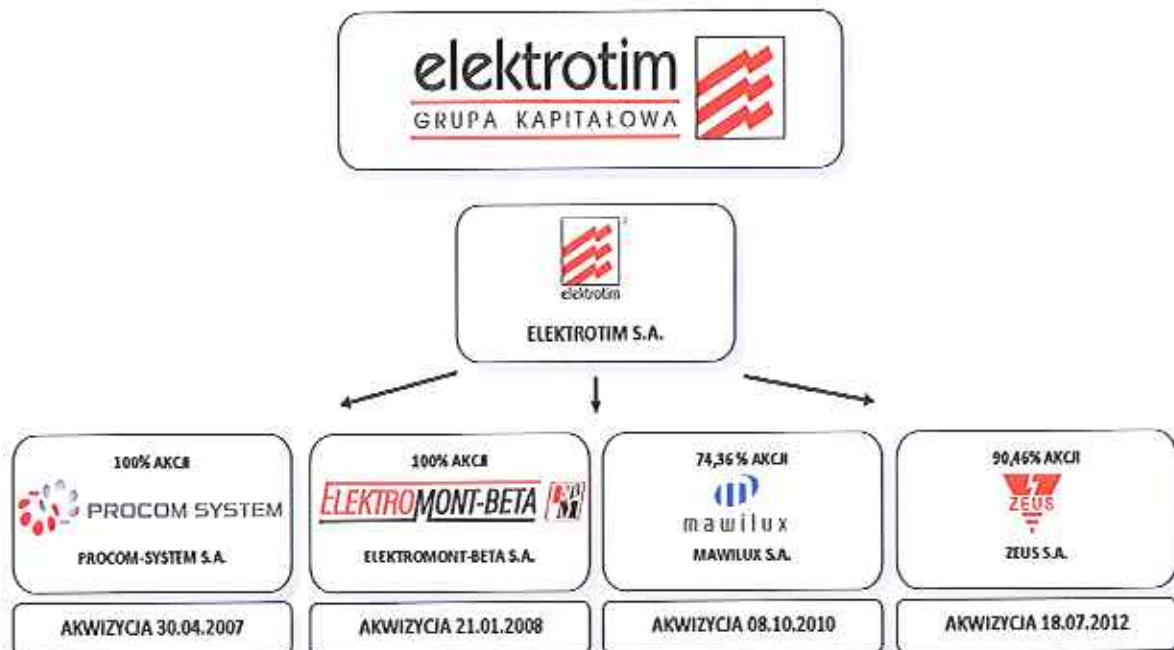 elektrotim
GRUPA KAPITAŁOWA
elektrotim
ELEKTROTIM S.A.
100% AKCJI
PROCOM SYSTEM
PROCOM-SYSTEM S.A.
AKWIZYCJA 30.04.2007
100% AKCJI
ELEKTROMONT-BETA
ELEKTROMONT-BETA S.A.
AKWIZYCJA 21.01.2008
74,36 % AKCJI
mawilux
MAWILUX S.A.
AKWIZYCJA 08.10.2010
90,46% AKCJI
ZEUS
ZEUS S.A.
AKWIZYCJA 18.07.2012